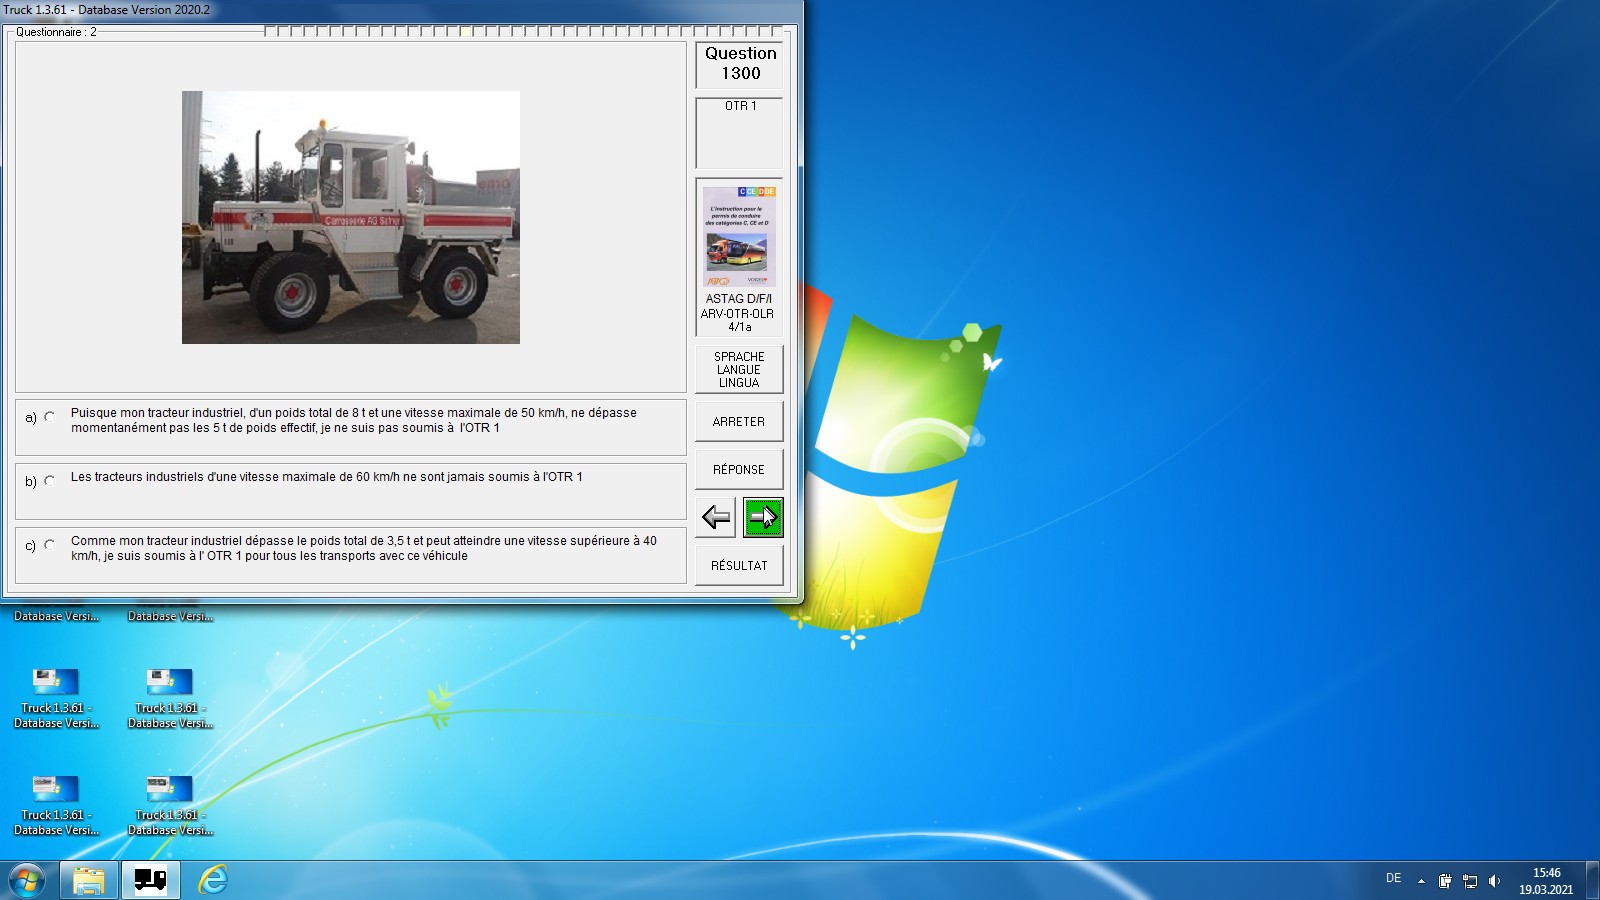 Truck 1.3.61 - Database Version 2020.2
Questionnaire : 2
Carrosserie AG
Question
1300
OTR 1
C CE D DE
L'instruction pour le
permis de conduire
des catégories C, CE et D
ASTAG D/F/I
ARV-OTR-OLR
4/1a
SPRACHE
LANGUE
LINGUA
ARRETER
RÉPONSE
RÉSULTAT
a) Puisque mon tracteur industriel, d'un poids total de 8 t et une vitesse maximale de 50 km/h, ne dépasse
momentanément pas les 5 t de poids effectif, je ne suis pas soumis à l'OTR 1
b) Les tracteurs industriels d'une vitesse maximale de 60 km/h ne sont jamais soumis à l'OTR 1
c) Comme mon tracteur industriel dépasse le poids total de 3,5 t et peut atteindre une vitesse supérieure à 40
km/h, je suis soumis à l' OTR 1 pour tous les transports avec ce véhicule
Database Versi...
Database Versi...
Truck 1.3.61 -
Database Versi...
Truck 1.3.61 -
Database Versi...
Truck 1.3.61 -
Database Versi...
Truck 1.3.61 -
Database Versi...
DE
15:46
19.03.2021